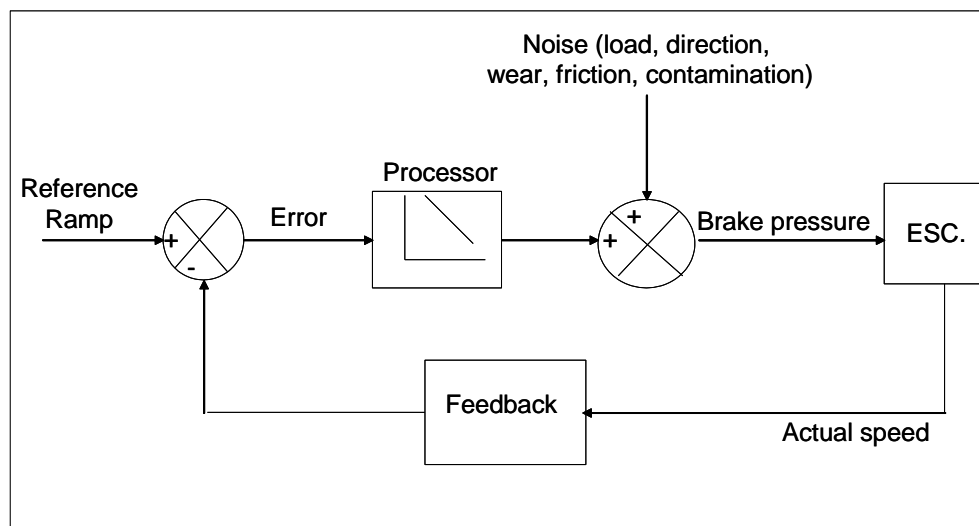 Noise (load, direction,
wear, friction, contamination)
Processor
Reference
Ramp
Error
Brake pressure
ESC.
+
-
+
+
Feedback
Actual speed